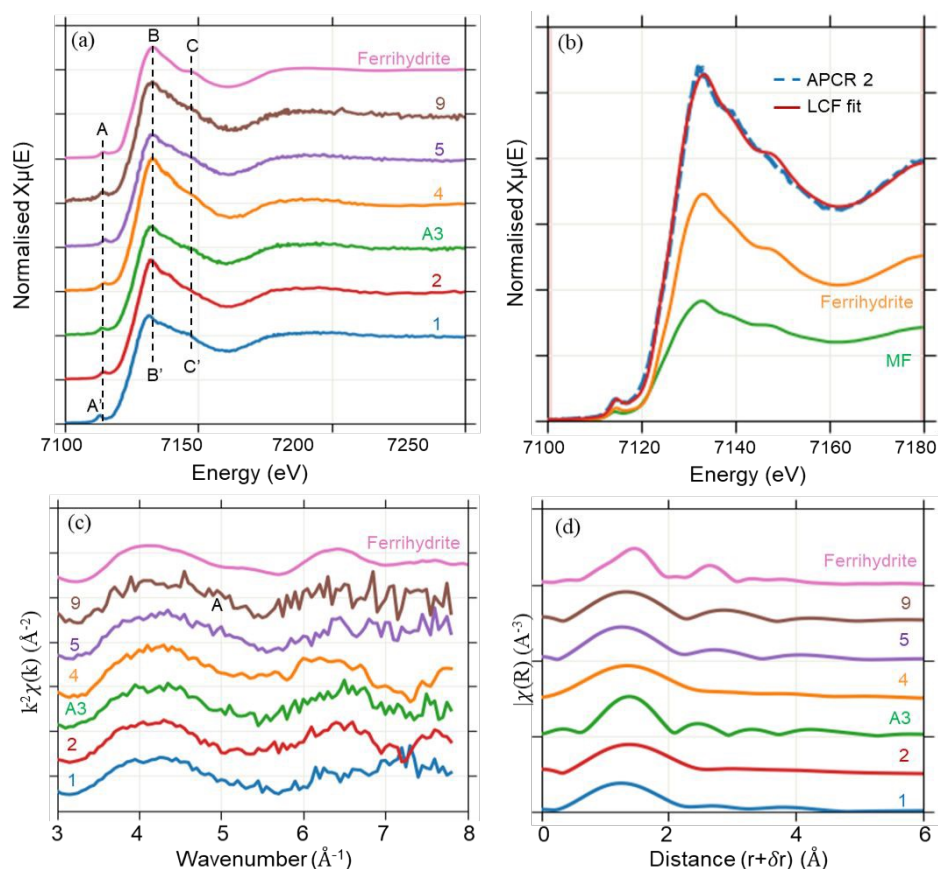 (a)
A
B
C
Ferrihydrite
9
5
4
A3
2
1
A'
B'
C'
Normalised Xμ(E)
7100
7150
7200
7250
Energy (eV)
(b)
APCR 2
LCF fit
Ferrihydrite
MF
Normalised Xμ(E)
7100
7120
7140
7160
7180
Energy (eV)
(c)
Ferrihydrite
9
A
5
4
A3
2
1
k²χ(k) (Å⁻²)
3
4
5
6
7
8
Wavenumber (Å⁻¹)
(d)
Ferrihydrite
9
5
4
A3
2
1
|χ(R) (A⁻³)
0
2
4
6
Distance (r+δr) (Å)